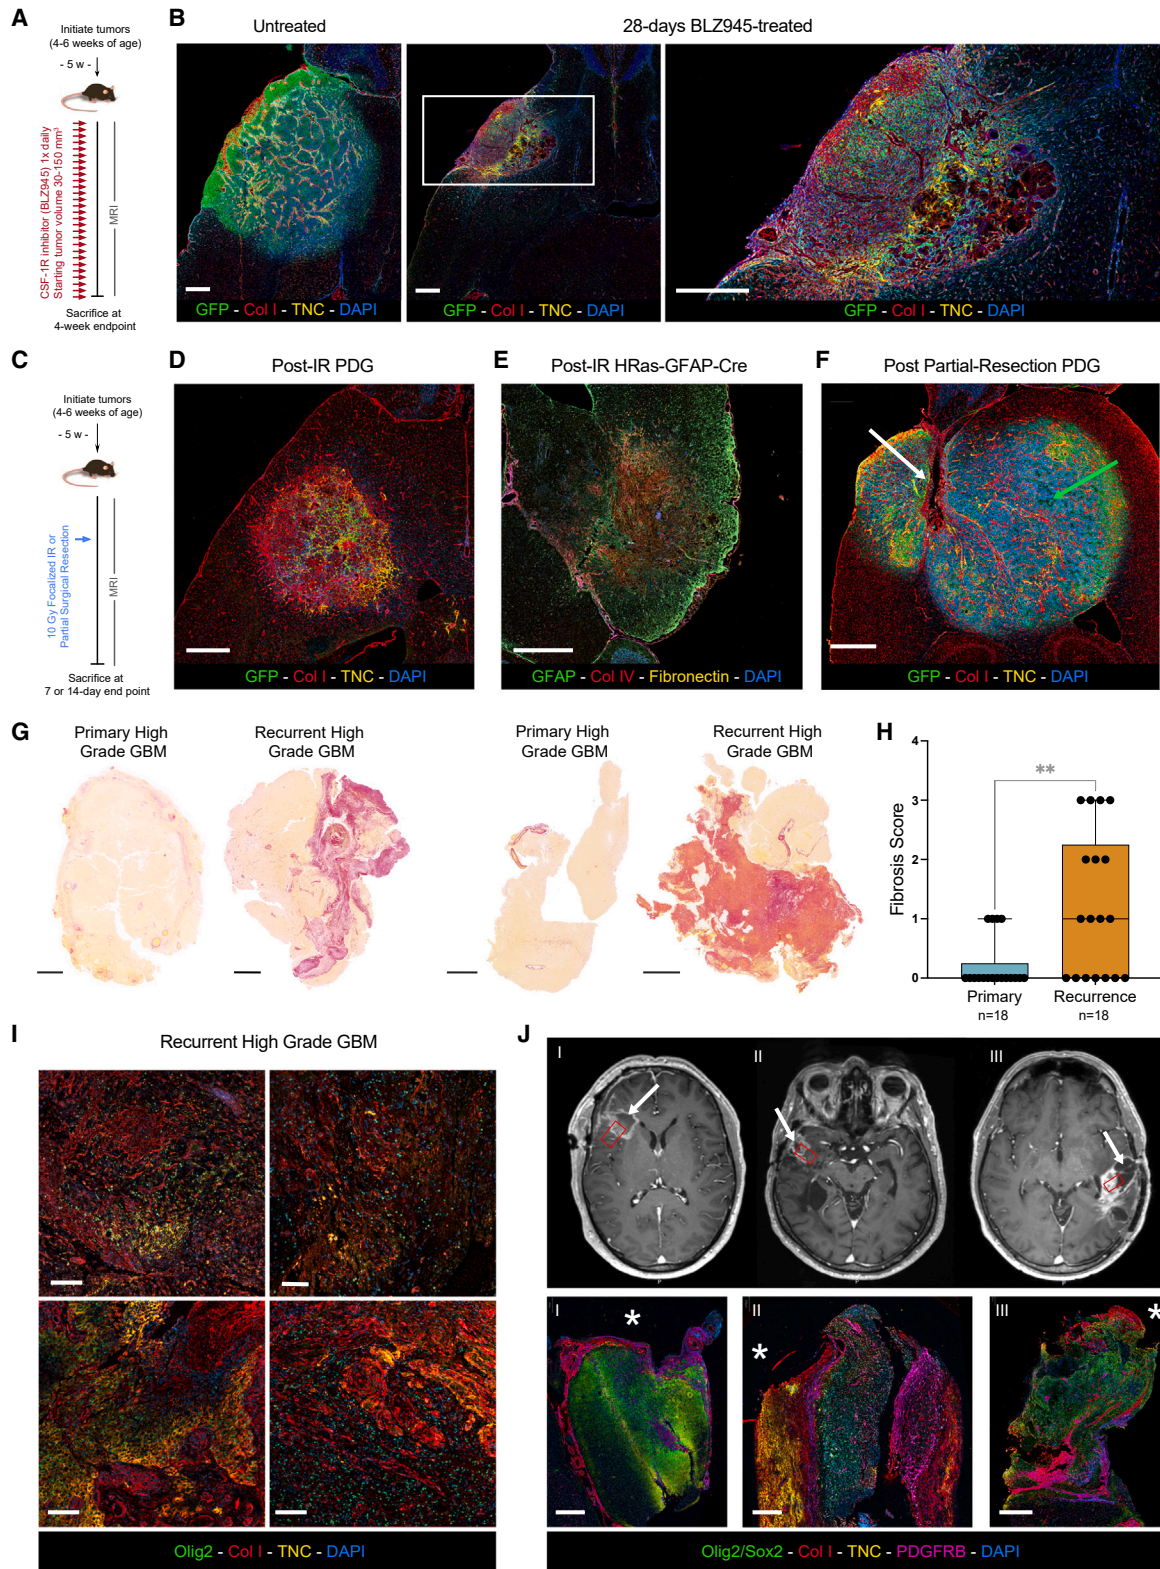 A
Initiate tumors
(4-6 weeks of age)
- 5 w -
CSF-1R inhibitor (BLZ945) 1x daily
Starting tumor volume 30-150 mm³
MRI
Sacrifice at
4-week endpoint
B
Untreated
28-days BLZ945-treated
GFP - Col I - TNC - DAPI
GFP - Col I - TNC - DAPI
GFP - Col I - TNC - DAPI
C
Initiate tumors
(4-6 weeks of age)
- 5 w -
10 Gy Focalized IR or
Partial Surgical Resection
MRI
Sacrifice at
7 or 14-day end point
D
Post-IR PDG
GFP - Col I - TNC - DAPI
E
Post-IR HRas-GFAP-Cre
GFAP - Col IV - Fibronectin - DAPI
F
Post Partial-Resection PDG
GFP - Col I - TNC - DAPI
G
Primary High
Grade GBM
Recurrent High
Grade GBM
Primary High
Grade GBM
Recurrent High
Grade GBM
H
Fibrosis Score
4
3
2
1
0
**
Primary
n=18
Recurrence
n=18
I
Recurrent High Grade GBM
Olig2 - Col I - TNC - DAPI
J
I
II
III
P
P
I
*
II
*
III
*
Olig2/Sox2 - Col I - TNC - PDGFRB - DAPI